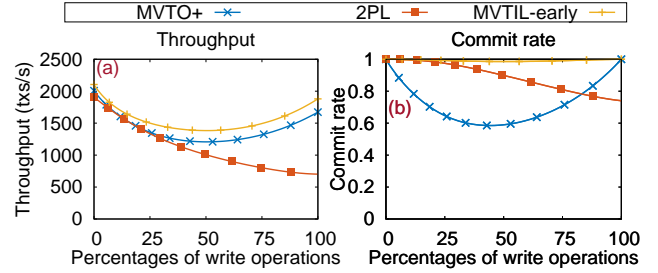 MVTO+ 2PL MVTIL-early
Throughput
Commit rate
2500
2000
1500
1000
500
0
Throughput (txs/s)
(a)
0 25 50 75 100
Percentages of write operations
1
0.8
0.6
0.4
0.2
0
Commit rate
(b)
0 25 50 75 100
Percentages of write operations